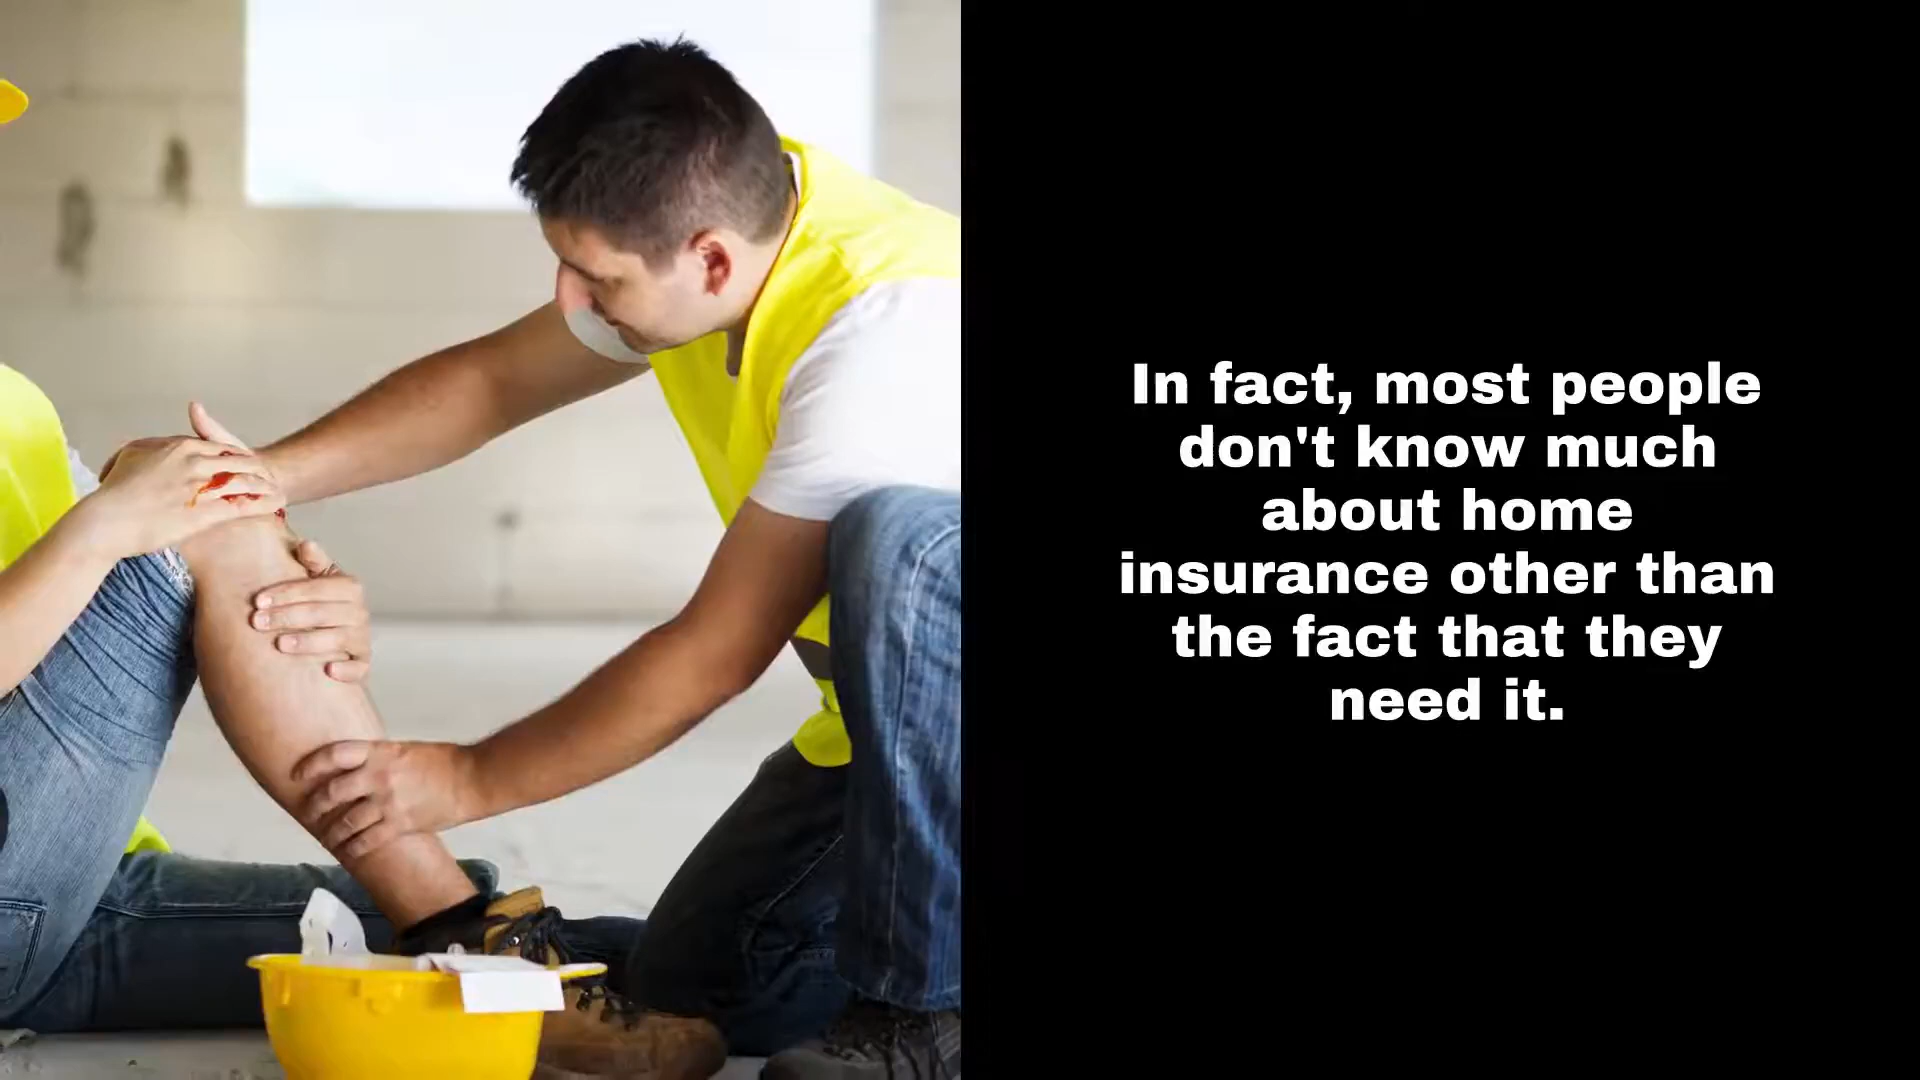 In fact, most people
don't know much
about home
insurance other than
the fact that they
need it.